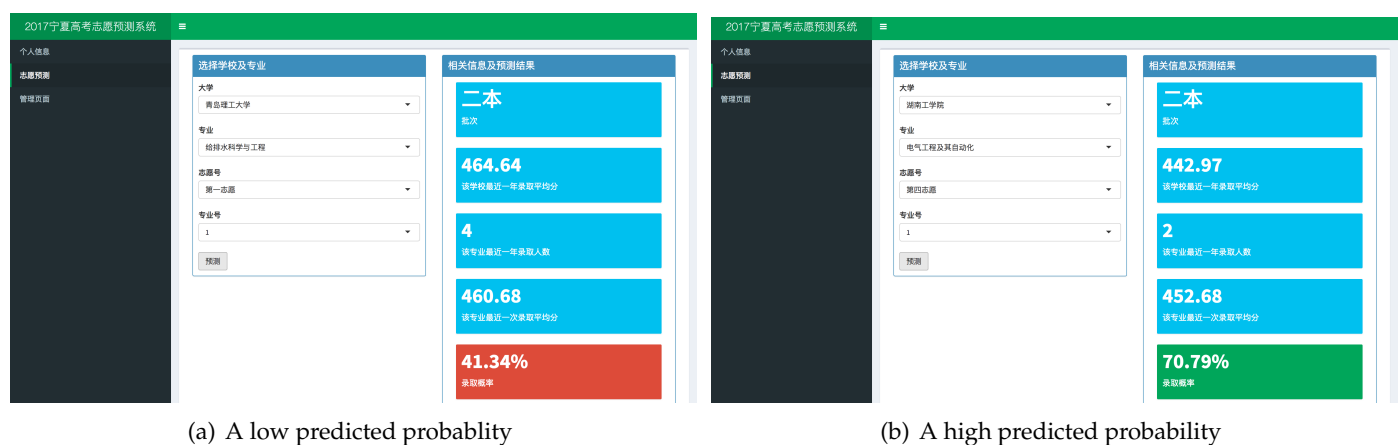 2017宁夏高考志愿预测系统
个人信息
志愿预测
管理页面
选择学校及专业
大学
青岛理工大学
专业
给排水科学与工程
志愿号
第一志愿
专业号
1
预测
相关信息及预测结果
二本
批次
464.64
该学校最近一年录取平均分
4
该专业最近一年录取人数
460.68
该专业最近一次录取平均分
41.34%
录取概率
(a) A low predicted probablity
2017宁夏高考志愿预测系统
个人信息
志愿预测
管理页面
选择学校及专业
大学
湖南工学院
专业
电气工程及其自动化
志愿号
第四志愿
专业号
1
预测
相关信息及预测结果
二本
批次
442.97
该学校最近一年录取平均分
2
该专业最近一年录取人数
452.68
该专业最近一次录取平均分
70.79%
录取概率
(b) A high predicted probability